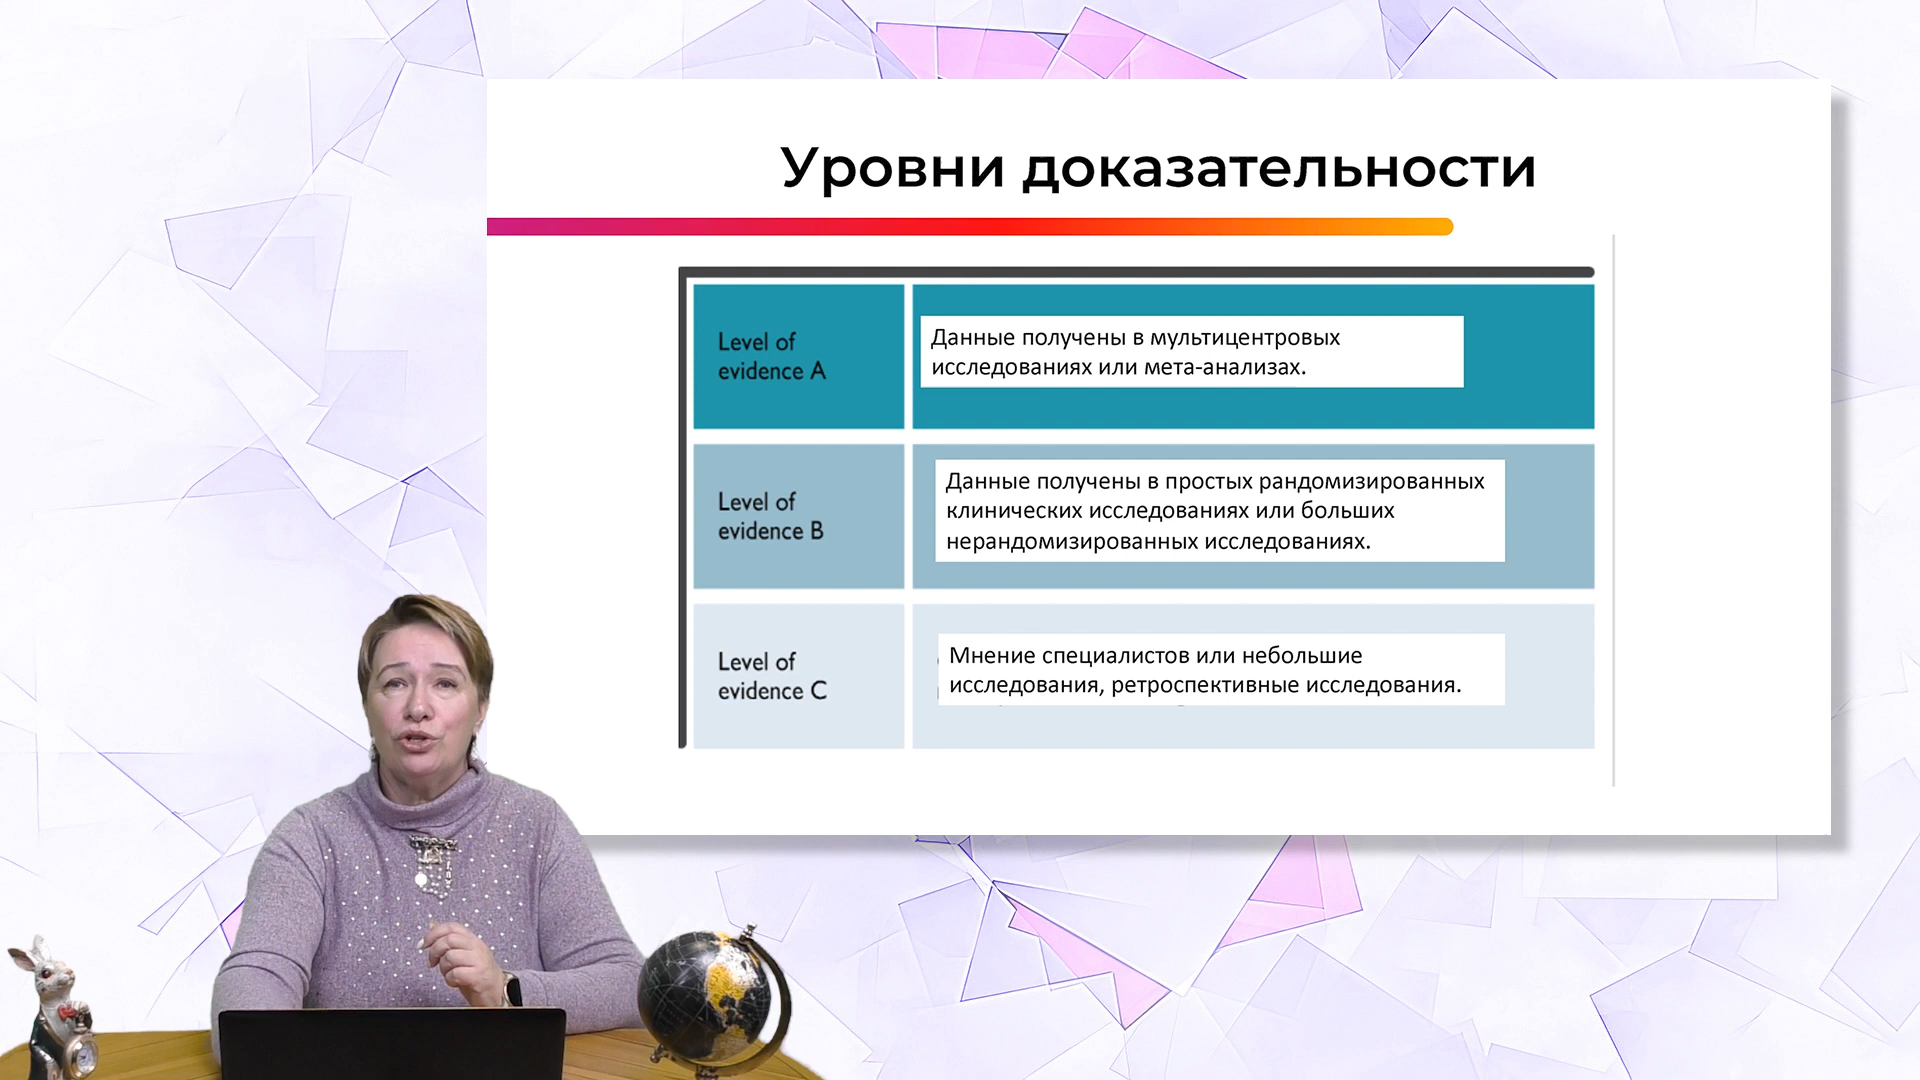 Уровни доказательности
Level of
evidence A
Данные получены в мультицентровых
исследованиях или мета-анализах.
Level of
evidence B
Данные получены в простых рандомизированных
клинических исследованиях или больших
нерандомизированных исследованиях.
Level of
evidence C
Мнение специалистов или небольшие
исследования, ретроспективные исследования.